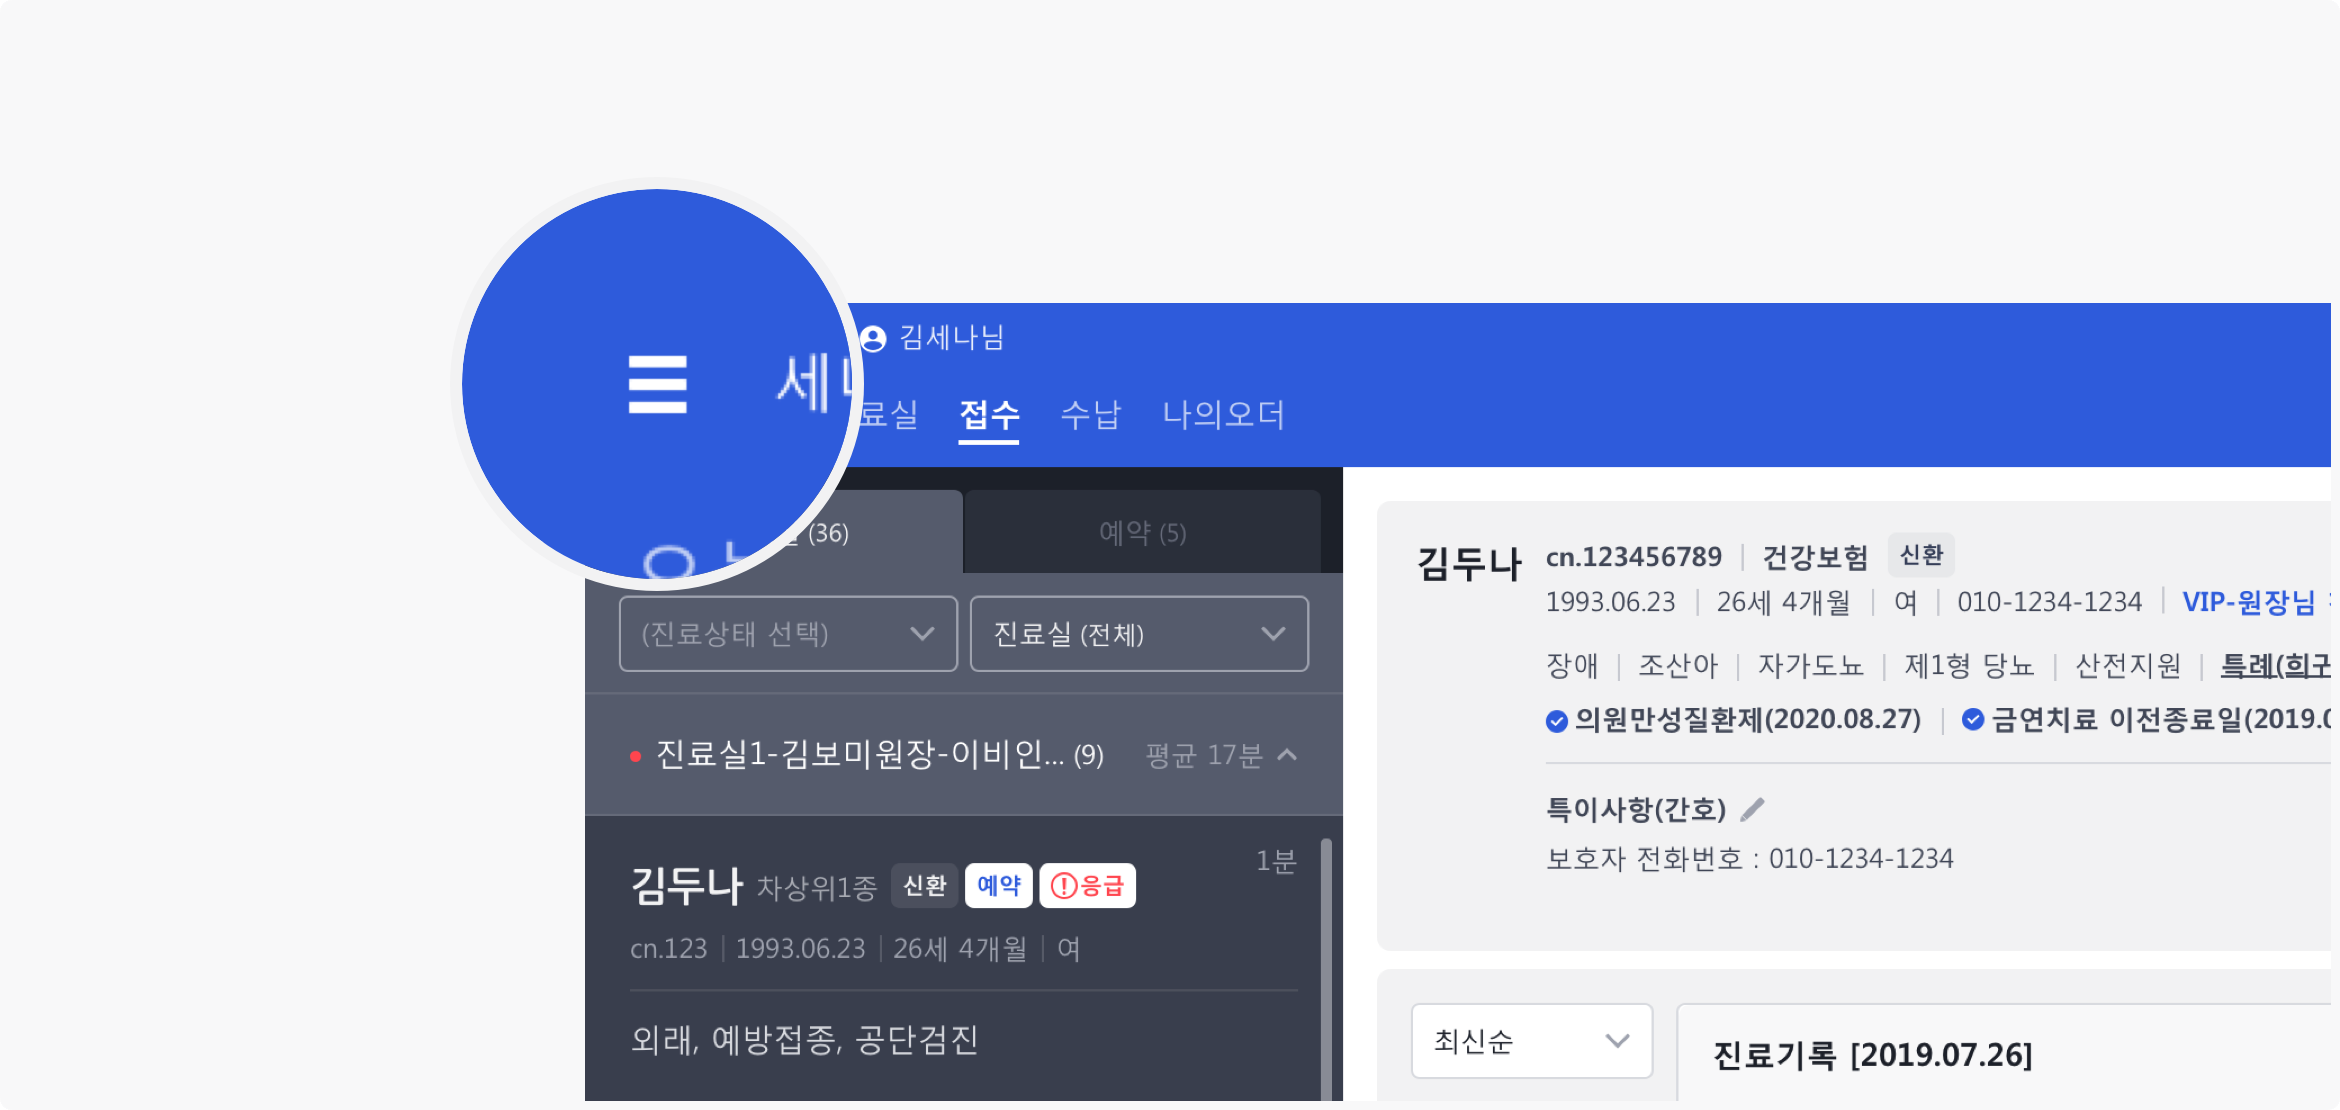 김세나님
세
료실 접수 수납 나의오더
(36) 예약 (5)
(진료상태 선택) 진료실 (전체)
진료실1-김보미원장-이비인... (9) 평균 17분
김두나 차상위1종 신환 예약 응급 1분
cn.123 1993.06.23 26세 4개월 여
외래, 예방접종, 공단검진
김두나 cn.123456789 건강보험 신환
1993.06.23 26세 4개월 여 010-1234-1234 VIP-원장님
장애 조산아 자가도뇨 제1형 당뇨 산전지원 특례(희귀
의원만성질환제(2020.08.27) 금연치료 이전종료일(2019.0
특이사항(간호)
보호자 전화번호 : 010-1234-1234
최신순 진료기록 [2019.07.26]